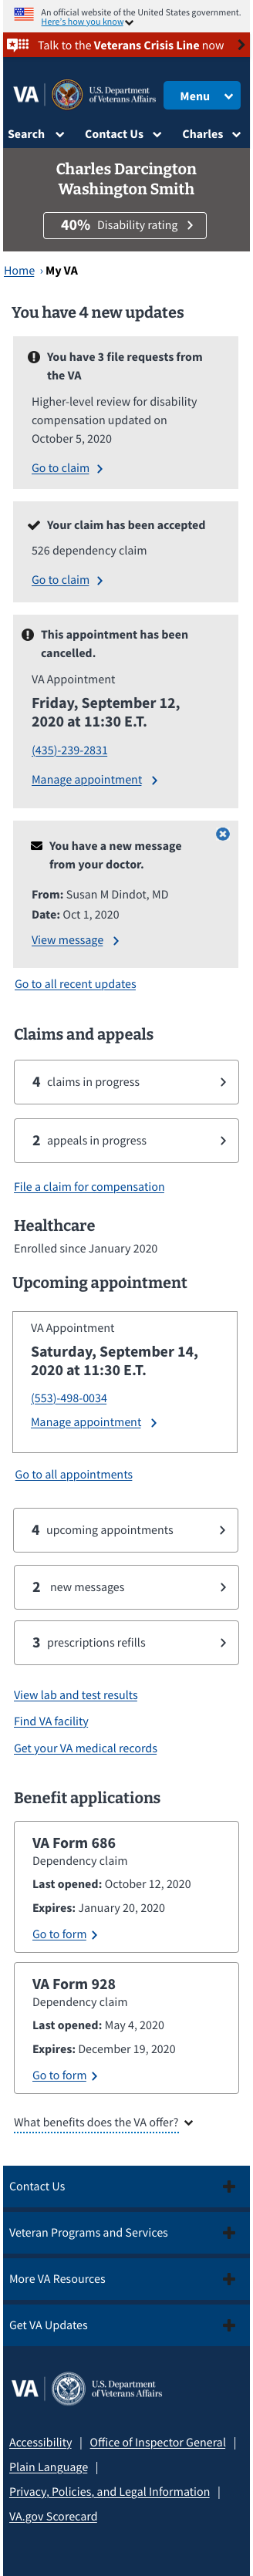 An official website of the United States government.
Here's how you know
Talk to the Veterans Crisis Line now
VA U.S. Department of Veterans Affairs
Menu
Search Contact Us Charles
Charles Darcington
Washington Smith
40% Disability rating
Home › My VA
You have 4 new updates
You have 3 file requests from
the VA
Higher-level review for disability
compensation updated on
October 5, 2020
Go to claim
Your claim has been accepted
526 dependency claim
Go to claim
This appointment has been
cancelled.
VA Appointment
Friday, September 12,
2020 at 11:30 E.T.
(435)-239-2831
Manage appointment
You have a new message
from your doctor.
From: Susan M Dindot, MD
Date: Oct 1, 2020
View message
Go to all recent updates
Claims and appeals
4 claims in progress
2 appeals in progress
File a claim for compensation
Healthcare
Enrolled since January 2020
Upcoming appointment
VA Appointment
Saturday, September 14,
2020 at 11:30 E.T.
(553)-498-0034
Manage appointment
Go to all appointments
4 upcoming appointments
2 new messages
3 prescriptions refills
View lab and test results
Find VA facility
Get your VA medical records
Benefit applications
VA Form 686
Dependency claim
Last opened: October 12, 2020
Expires: January 20, 2020
Go to form
VA Form 928
Dependency claim
Last opened: May 4, 2020
Expires: December 19, 2020
Go to form
What benefits does the VA offer?
Contact Us
Veteran Programs and Services
More VA Resources
Get VA Updates
VA U.S. Department of Veterans Affairs
Accessibility | Office of Inspector General |
Plain Language |
Privacy, Policies, and Legal Information |
VA.gov Scorecard